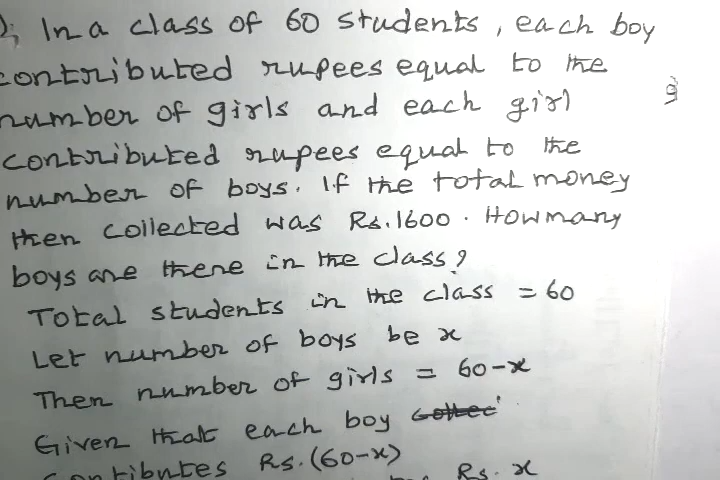 In a class of 60 students, each boy
contributed rupees equal to the
number of girls and each girl
contributed rupees equal to the
number of boys. If the total money
then collected was Rs.1600. How many
boys are there in the class?
Total students in the class = 60
Let number of boys be x
Then number of girls = 60-x
Given that each boy
Contibutes Rs.(60-x)
Rs. x